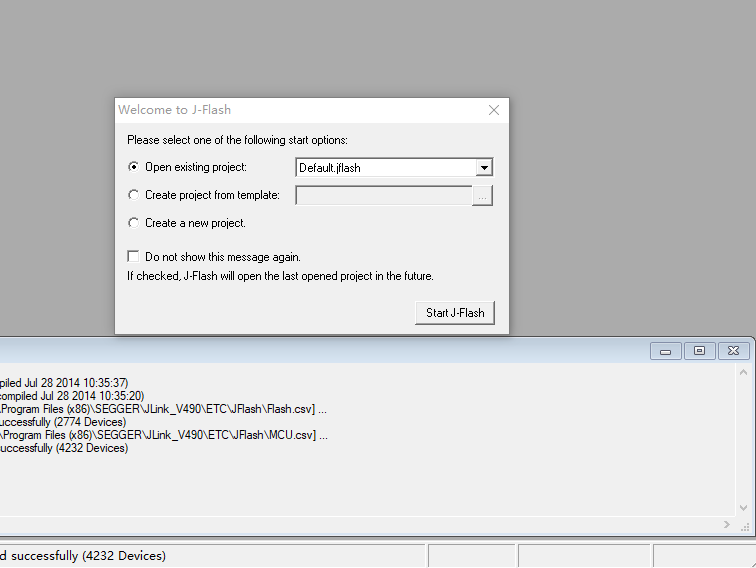 Welcome to J-Flash
Please select one of the following start options:
Open existing project:
Default.jflash
Create project from template:
...
Create a new project.
Do not show this message again.
If checked, J-Flash will open the last opened project in the future.
Start J-Flash
piled Jul 28 2014 10:35:37)
compiled Jul 28 2014 10:35:20)
\Program Files (x86)\SEGGER\JLink_V490\ETC\JFlash\Flash.csv] ...
uccessfully (2774 Devices)
\Program Files (x86)\SEGGER\JLink_V490\ETC\JFlash\MCU.csv] ...
uccessfully (4232 Devices)
d successfully (4232 Devices)